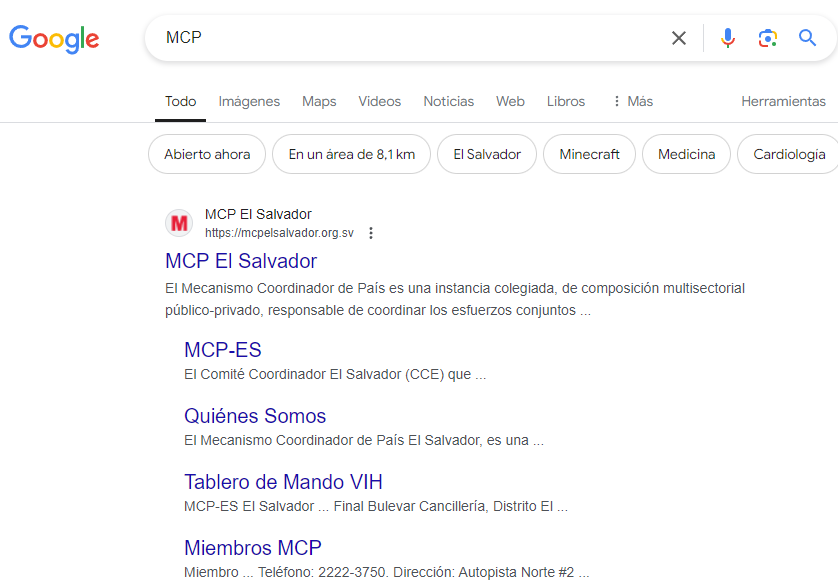 Google
MCP
Todo Imágenes Maps Videos Noticias Web Libros Más Herramientas
Abierto ahora En un área de 8,1 km El Salvador Minecraft Medicina Cardiología
M
MCP El Salvador
https://mcpelsalvador.org.sv
MCP El Salvador
El Mecanismo Coordinador de País es una instancia colegiada, de composición multisectorial
público-privado, responsable de coordinar los esfuerzos conjuntos ...
MCP-ES
El Comité Coordinador El Salvador (CCE) que ...
Quiénes Somos
El Mecanismo Coordinador de País El Salvador, es una ...
Tablero de Mando VIH
MCP-ES El Salvador ... Final Bulevar Cancillería, Distrito El ...
Miembros MCP
Miembro ... Teléfono: 2222-3750. Dirección: Autopista Norte #2 ...